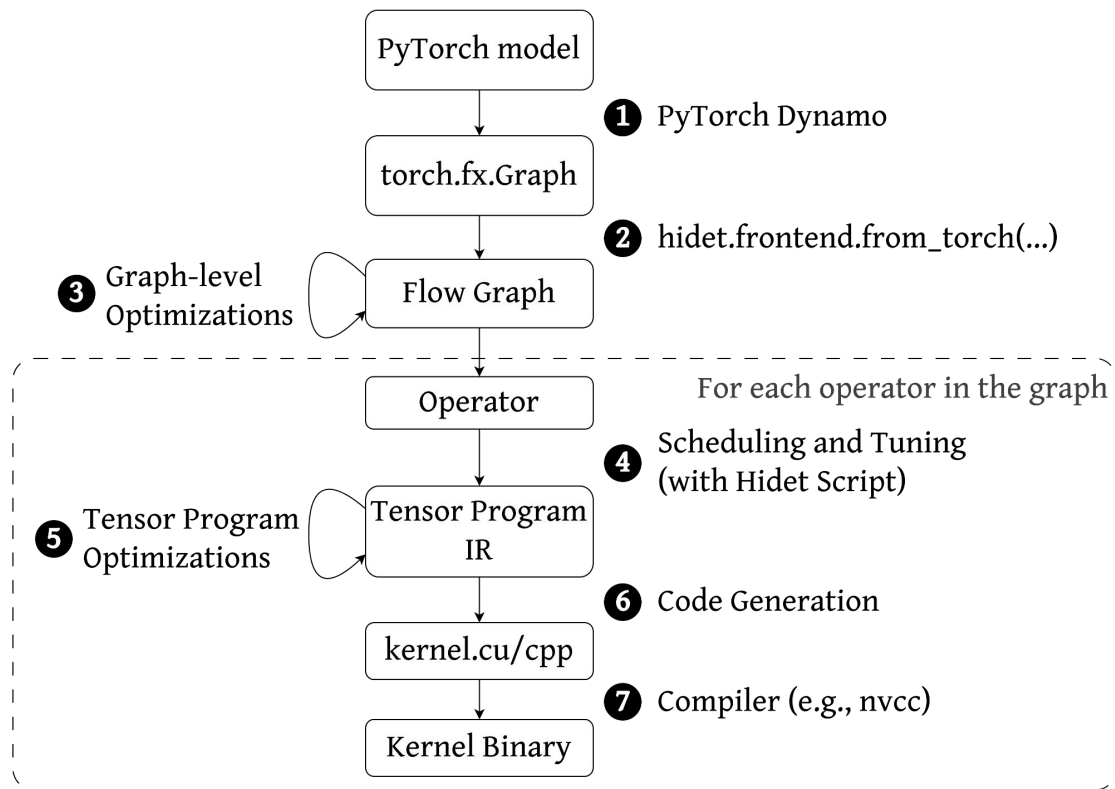 PyTorch model
1 PyTorch Dynamo
torch.fx.Graph
2 hidet.frontend.from_torch(...)
3 Graph-level
Optimizations
Flow Graph
For each operator in the graph
Operator
4 Scheduling and Tuning
(with Hidet Script)
5 Tensor Program
Optimizations
Tensor Program
IR
6 Code Generation
kernel.cu/cpp
7 Compiler (e.g., nvcc)
Kernel Binary